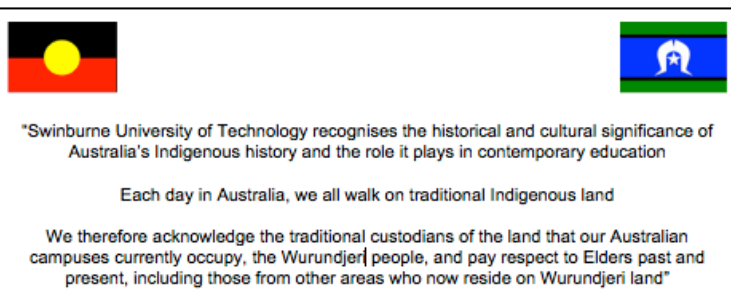 "Swinburne University of Technology recognises the historical and cultural significance of
Australia's Indigenous history and the role it plays in contemporary education
Each day in Australia, we all walk on traditional Indigenous land
We therefore acknowledge the traditional custodians of the land that our Australian
campuses currently occupy, the Wurundjeri people, and pay respect to Elders past and
present, including those from other areas who now reside on Wurundjeri land"